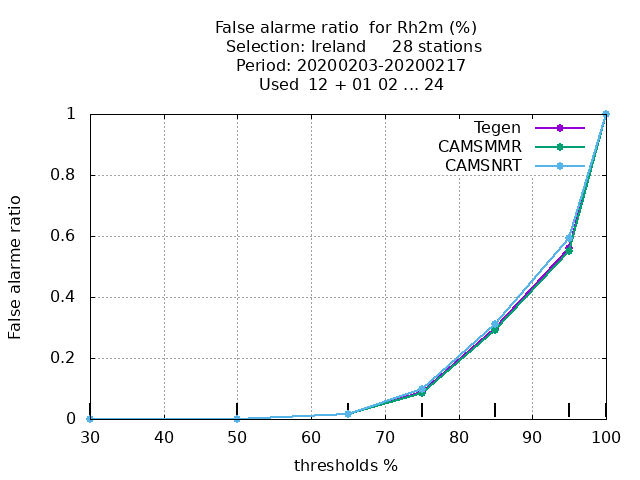 False alarme ratio  for Rh2m (%)
Selection: Ireland     28 stations
Period: 20200203-20200217
Used  12 + 01 02 ... 24
Tegen
CAMSMMR
CAMSNRT
False alarme ratio
1
0.8
0.6
0.4
0.2
0
30 40 50 60 70 80 90 100
thresholds %